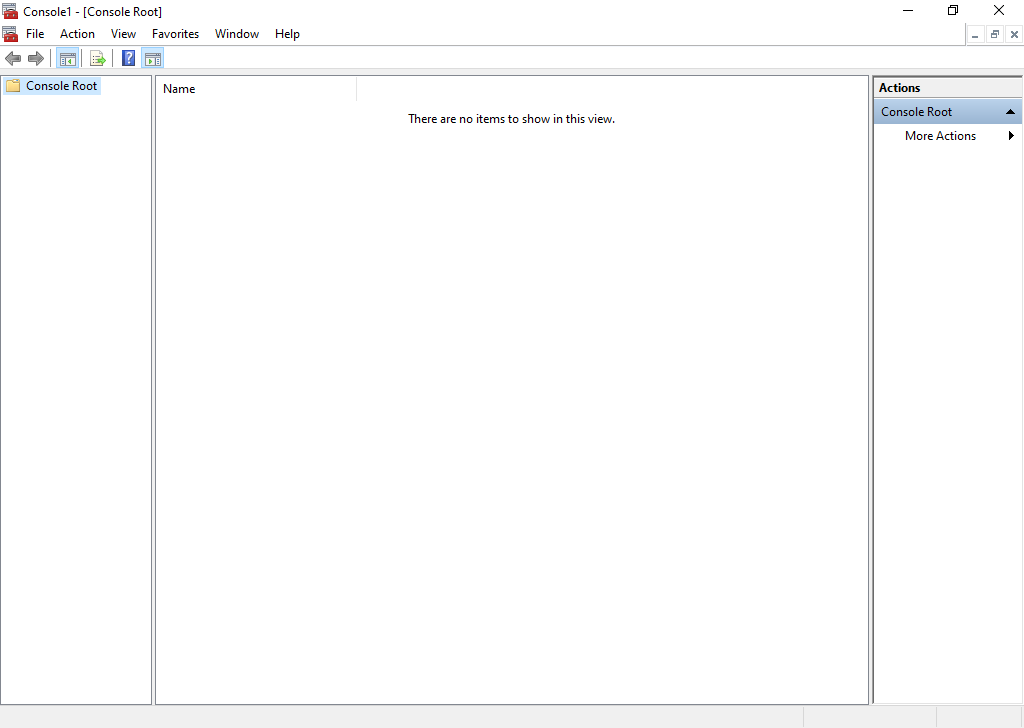 Console1 - [Console Root]
File Action View Favorites Window Help
Console Root
Name
There are no items to show in this view.
Actions
Console Root
More Actions